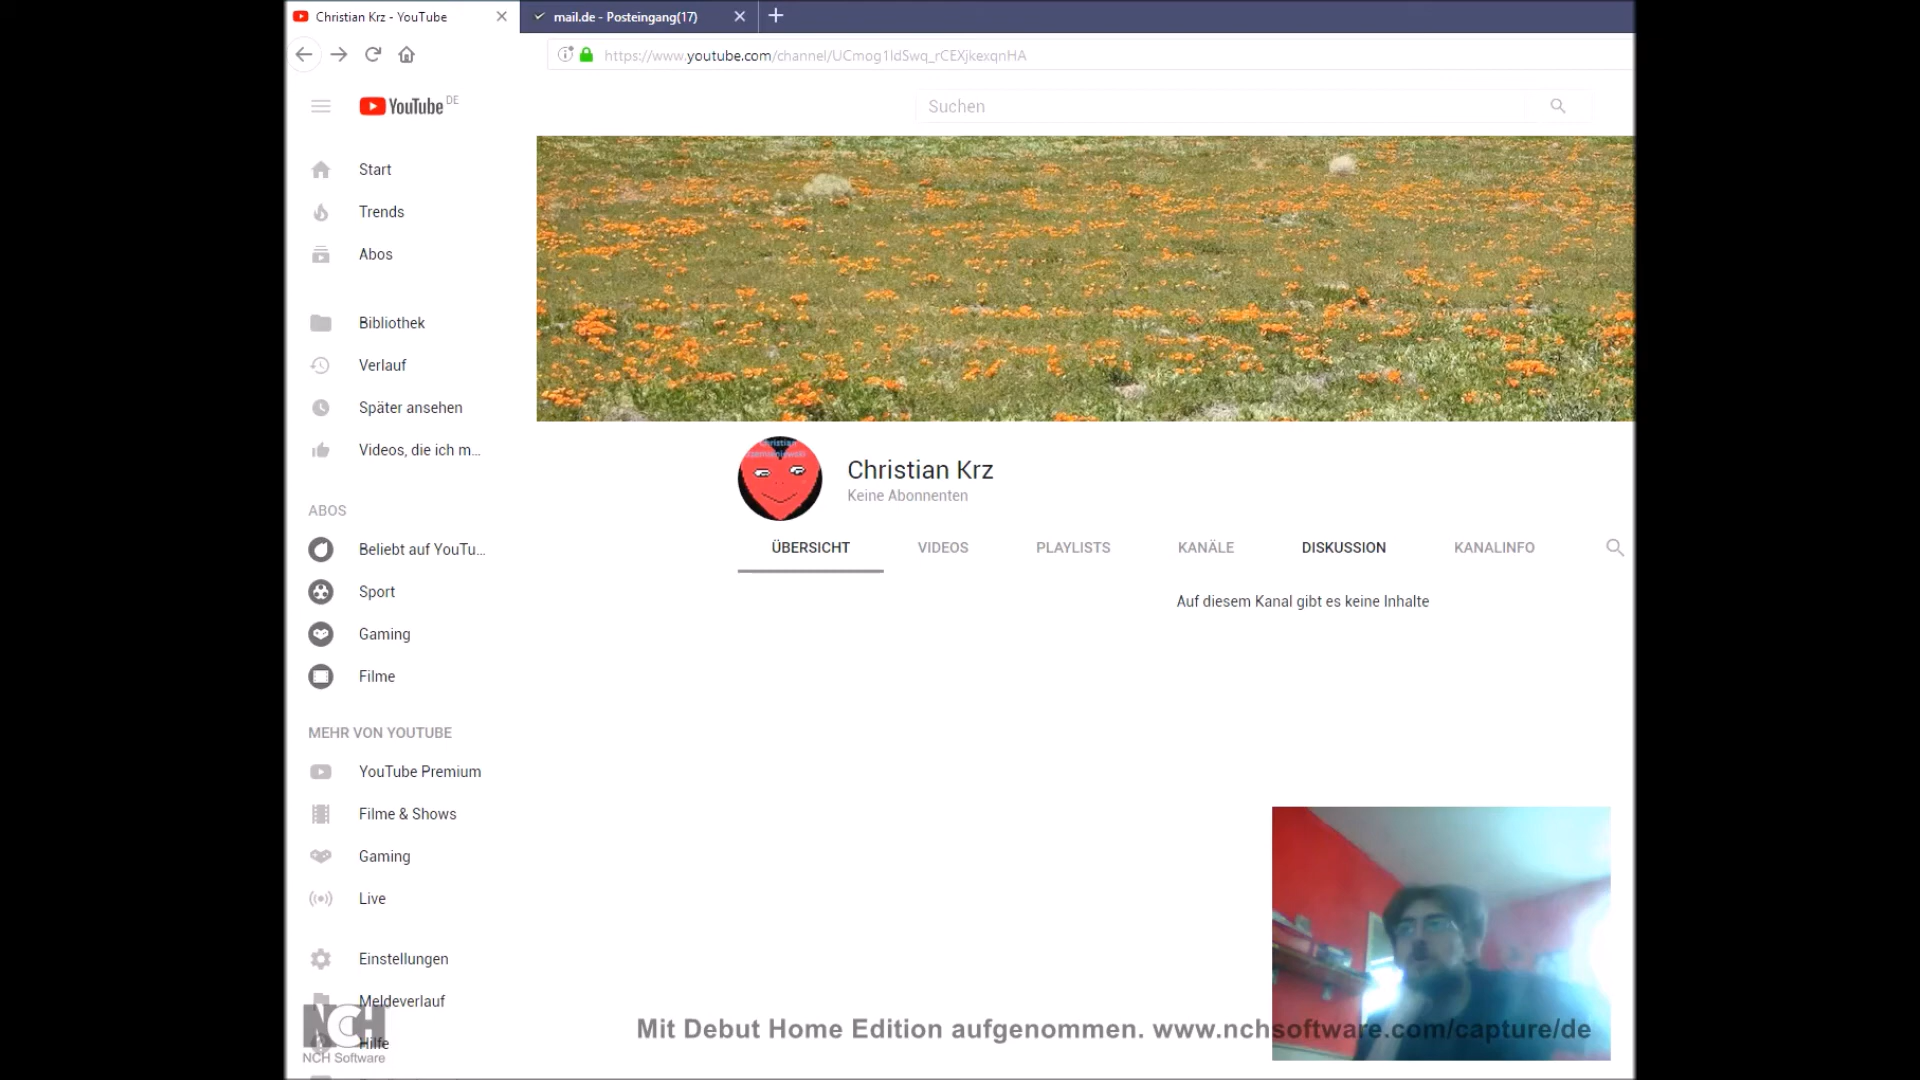 Christian Krz - YouTube
mail.de - Posteingang(17)
https://www.youtube.com/channel/UCmog1IdSwq_rCEXjkexqnHA
YouTube DE
Suchen
Start
Trends
Abos
Bibliothek
Verlauf
Später ansehen
Videos, die ich m...
ABOS
Beliebt auf YouTu...
Sport
Gaming
Filme
MEHR VON YOUTUBE
YouTube Premium
Filme & Shows
Gaming
Live
Einstellungen
Meldeverlauf
Hilfe
Christian
Christian Krz
Keine Abonnenten
ÜBERSICHT
VIDEOS
PLAYLISTS
KANÄLE
DISKUSSION
KANALINFO
Auf diesem Kanal gibt es keine Inhalte
NCH
NCH Software
Mit Debut Home Edition aufgenommen. www.nchsoftware.com/capture/de